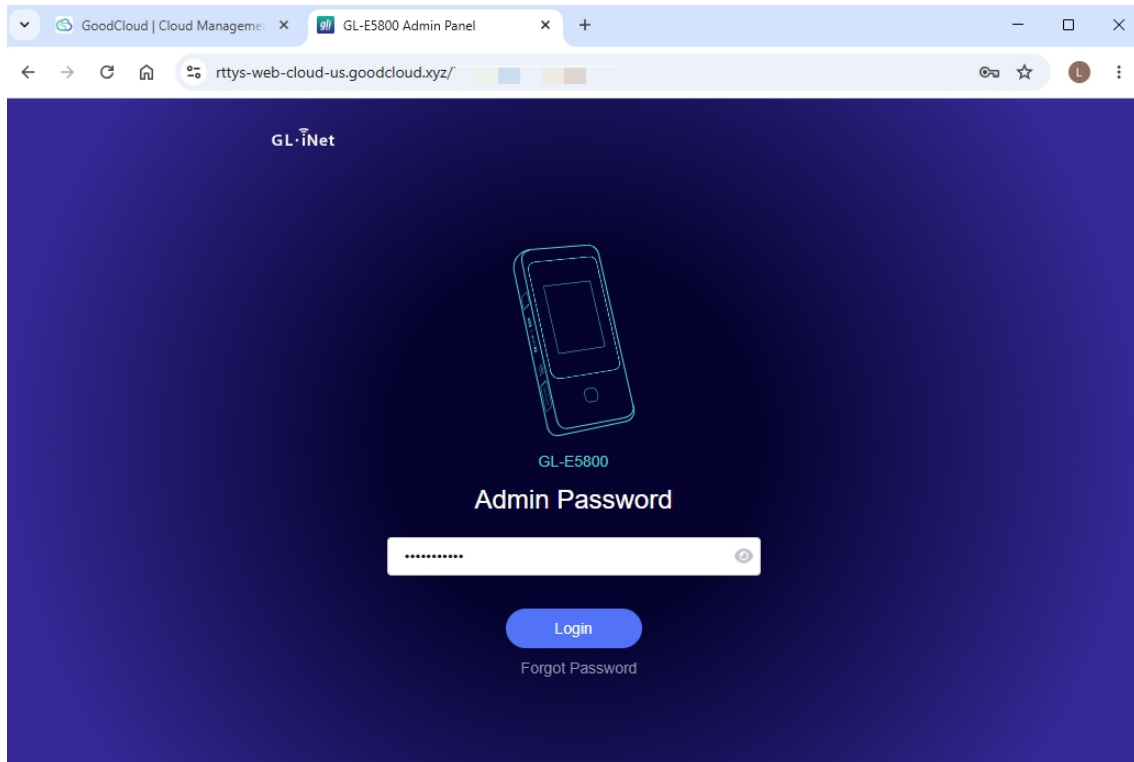 GoodCloud | Cloud Manageme
GL-E5800 Admin Panel
rttys-web-cloud-us.goodcloud.xyz/
L
GL·iNet
GL-E5800
Admin Password
Login
Forgot Password